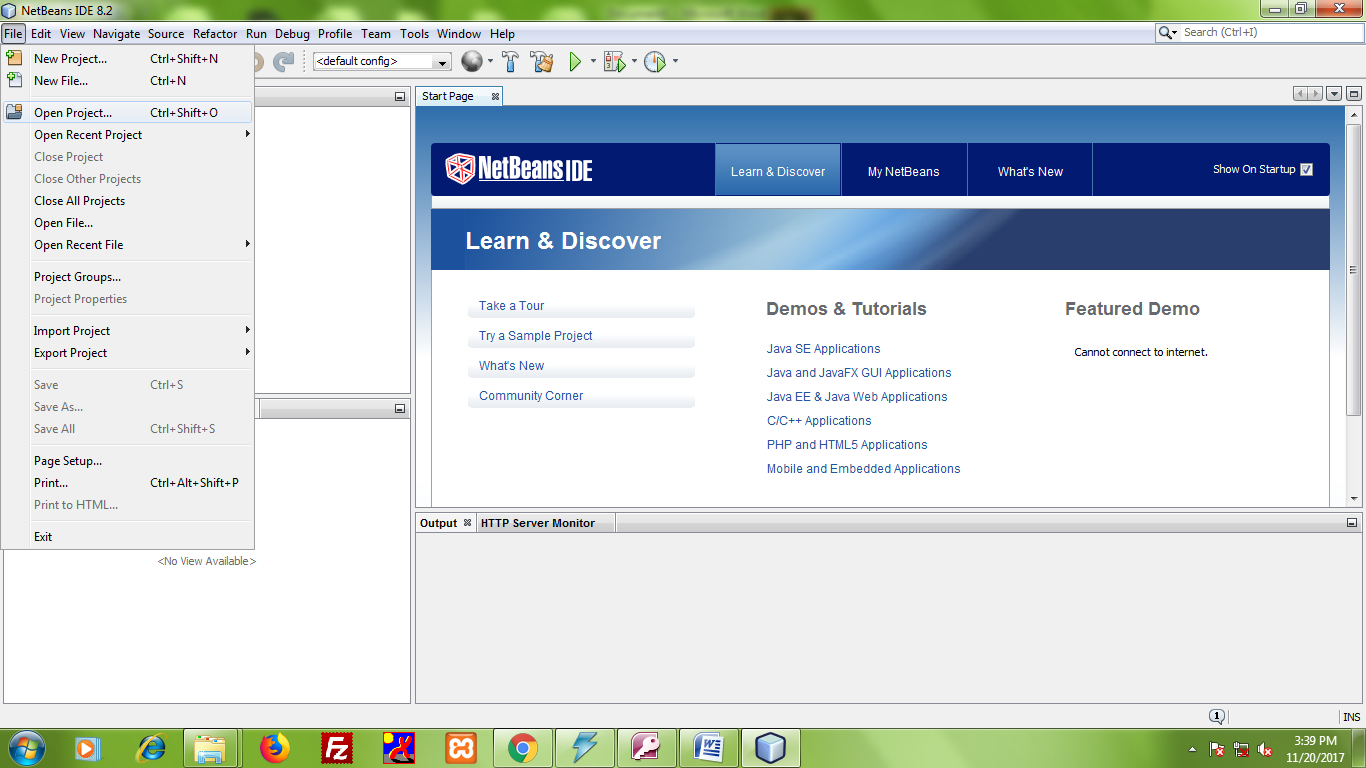 NetBeans IDE 8.2
File Edit View Navigate Source Refactor Run Debug Profile Team Tools Window Help
Search (Ctrl+I)
<default config>
New Project... Ctrl+Shift+N
New File... Ctrl+N
Open Project... Ctrl+Shift+O
Open Recent Project
Close Project
Close Other Projects
Close All Projects
Open File...
Open Recent File
Project Groups...
Project Properties
Import Project
Export Project
Save Ctrl+S
Save As...
Save All Ctrl+Shift+S
Page Setup...
Print... Ctrl+Alt+Shift+P
Print to HTML...
Exit
<No View Available>
Start Page
NetBeans IDE
Learn & Discover My NetBeans What's New
Show On Startup
Learn & Discover
Take a Tour
Try a Sample Project
What's New
Community Corner
Demos & Tutorials
Java SE Applications
Java and JavaFX GUI Applications
Java EE & Java Web Applications
C/C++ Applications
PHP and HTML5 Applications
Mobile and Embedded Applications
Featured Demo
Cannot connect to internet.
Output HTTP Server Monitor
1 INS
Fz
3:39 PM
11/20/2017